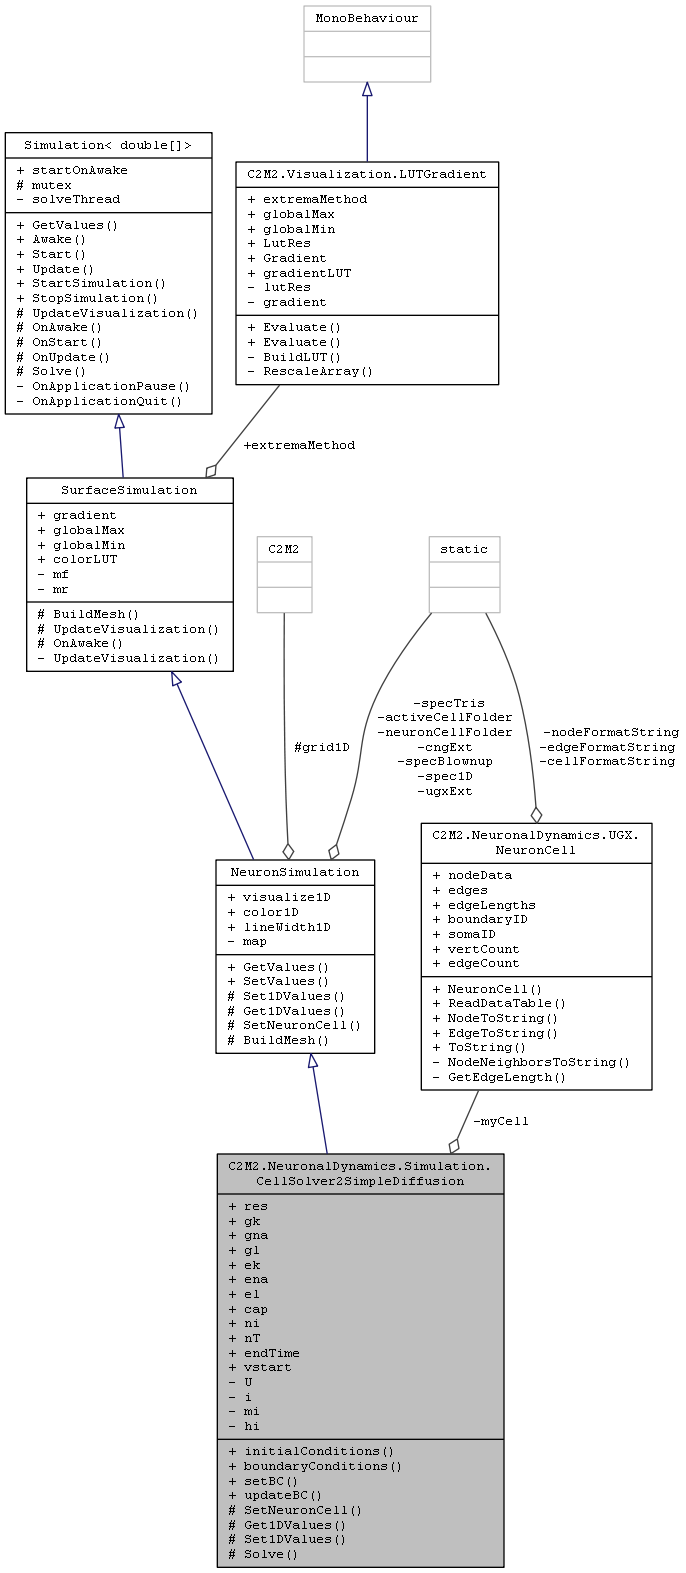 MonoBehaviour
Simulation< double[]>
+ startOnAwake
# mutex
- solveThread
+ GetValues()
+ Awake()
+ Start()
+ Update()
+ StartSimulation()
+ StopSimulation()
# UpdateVisualization()
# OnAwake()
# OnStart()
# OnUpdate()
# Solve()
- OnApplicationPause()
- OnApplicationQuit()
C2M2.Visualization.LUTGradient
+ extremaMethod
+ globalMax
+ globalMin
+ LutRes
+ Gradient
+ gradientLUT
- lutRes
- gradient
+ Evaluate()
+ Evaluate()
- BuildLUT()
- RescaleArray()
+extremaMethod
SurfaceSimulation
+ gradient
+ globalMax
+ globalMin
+ colorLUT
- mf
- mr
# BuildMesh()
# UpdateVisualization()
# OnAwake()
- UpdateVisualization()
C2M2
static
#grid1D
-specTris
-activeCellFolder
-neuronCellFolder
-cngExt
-specBlownup
-spec1D
-ugxExt
-nodeFormatString
-edgeFormatString
-cellFormatString
NeuronSimulation
+ visualize1D
+ color1D
+ lineWidth1D
- map
+ GetValues()
+ SetValues()
# Set1DValues()
# Get1DValues()
# SetNeuronCell()
# BuildMesh()
C2M2.NeuronalDynamics.UGX.
NeuronCell
+ nodeData
+ edges
+ edgeLengths
+ boundaryID
+ somaID
+ vertCount
+ edgeCount
+ NeuronCell()
+ ReadDataTable()
+ NodeToString()
+ EdgeToString()
+ ToString()
- NodeNeighborsToString()
- GetEdgeLength()
-myCell
C2M2.NeuronalDynamics.Simulation.
CellSolver2SimpleDiffusion
+ res
+ gk
+ gna
+ gl
+ ek
+ ena
+ el
+ cap
+ ni
+ nT
+ endTime
+ vstart
- U
- i
- mi
- hi
+ initialConditions()
+ boundaryConditions()
+ setBC()
+ updateBC()
# SetNeuronCell()
# Get1DValues()
# Set1DValues()
# Solve()